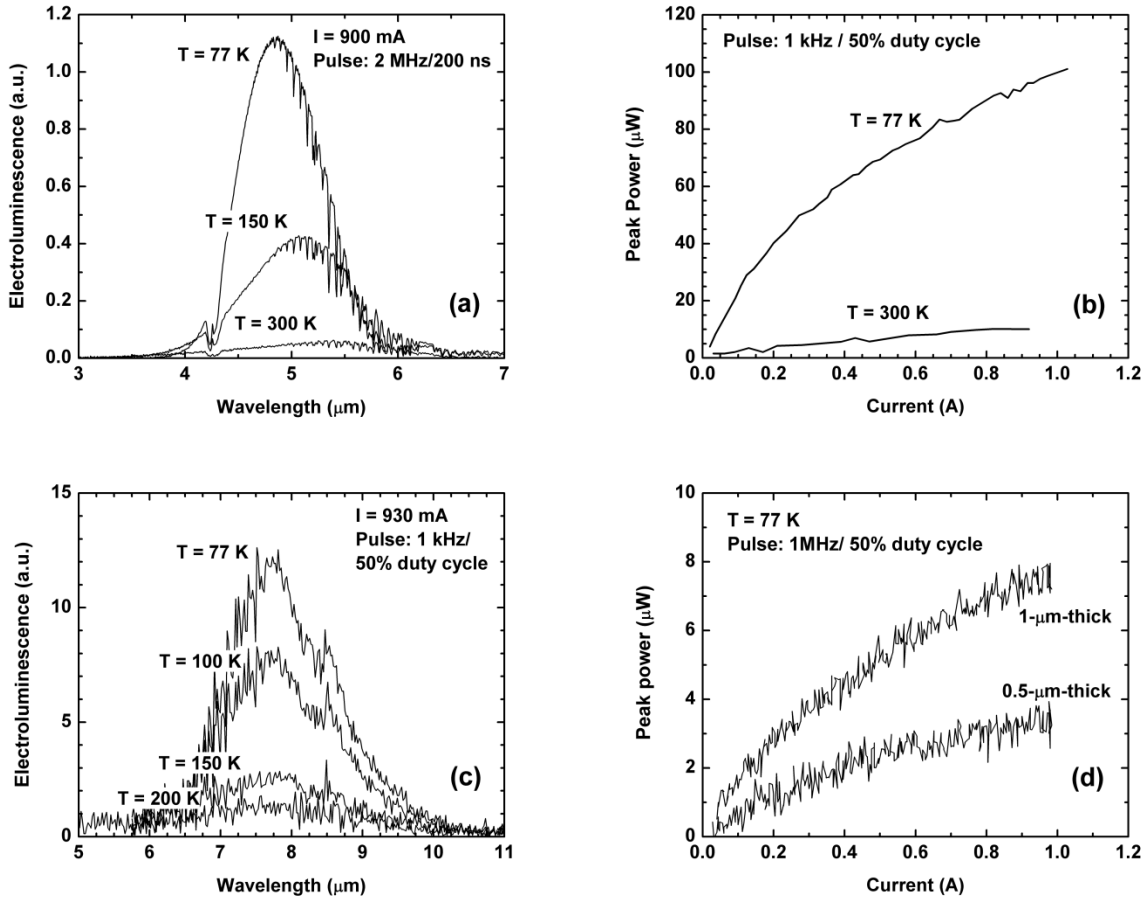 1.2
1.0
0.8
0.6
0.4
0.2
0.0
Electroluminescence (a.u.)
T = 77 K
I = 900 mA
Pulse: 2 MHz/200 ns
T = 150 K
T = 300 K
(a)
3 4 5 6 7
Wavelength (μm)
120
100
80
60
40
20
0
Peak Power (μW)
Pulse: 1 kHz / 50% duty cycle
T = 77 K
T = 300 K
(b)
0.0 0.2 0.4 0.6 0.8 1.0 1.2
Current (A)
15
10
5
0
Electroluminescence (a.u.)
I = 930 mA
Pulse: 1 kHz/
50% duty cycle
T = 77 K
T = 100 K
T = 150 K
T = 200 K
(c)
5 6 7 8 9 10 11
Wavelength (μm)
10
8
6
4
2
0
Peak power (μW)
T = 77 K
Pulse: 1MHz/ 50% duty cycle
1-μm-thick
0.5-μm-thick
(d)
0.0 0.2 0.4 0.6 0.8 1.0 1.2
Current (A)